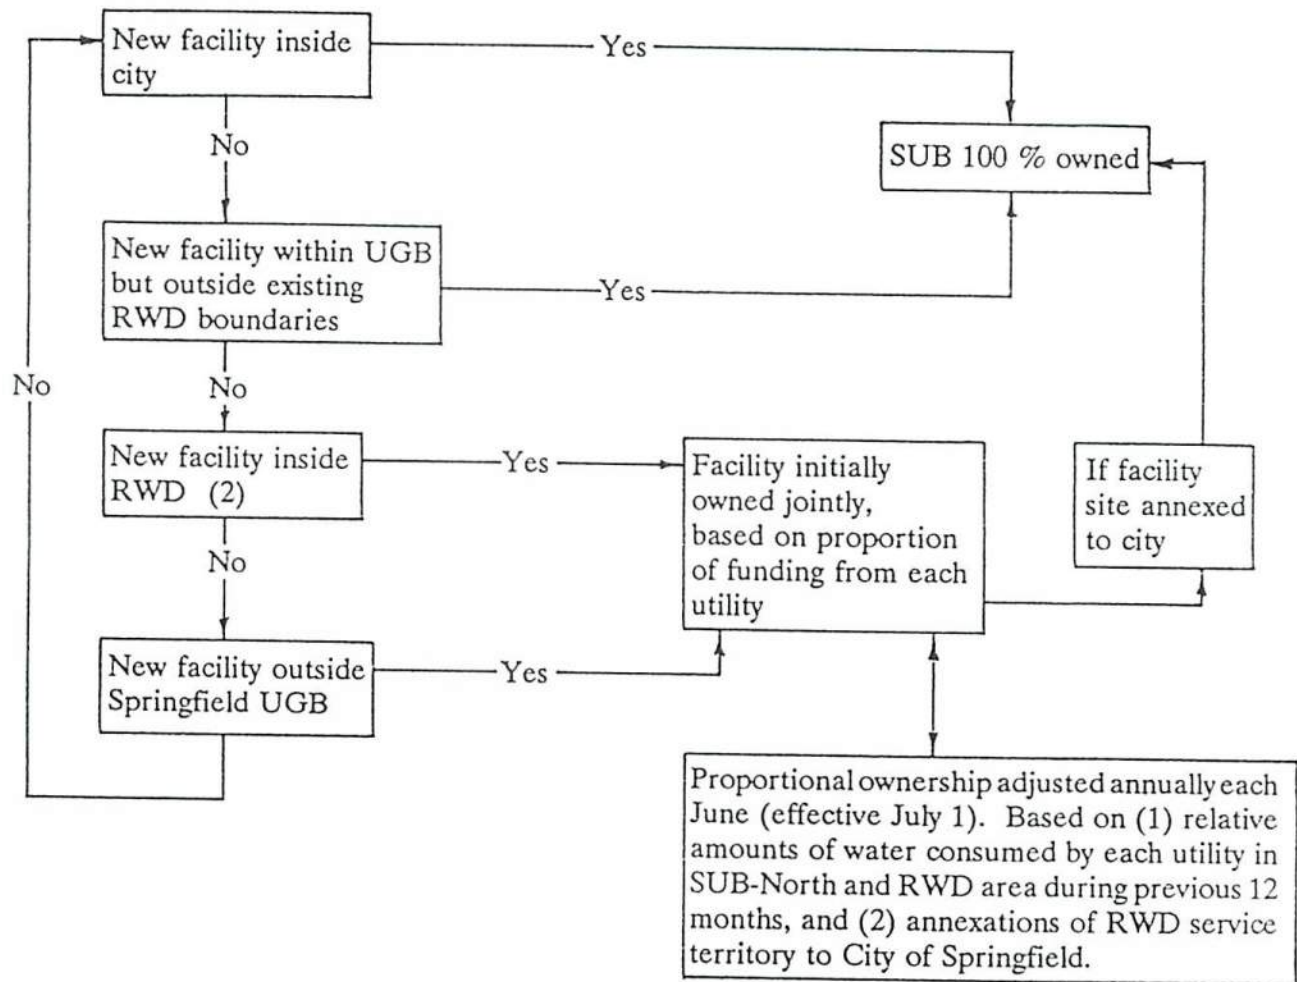 New facility inside
city
Yes
No
SUB 100 % owned
New facility within UGB
but outside existing
RWD boundaries
Yes
No
No
New facility inside
RWD (2)
Yes
Facility initially
owned jointly,
based on proportion
of funding from each
utility
If facility
site annexed
to city
No
New facility outside
Springfield UGB
Yes
Proportional ownership adjusted annually each
June (effective July 1). Based on (1) relative
amounts of water consumed by each utility in
SUB-North and RWD area during previous 12
months, and (2) annexations of RWD service
territory to City of Springfield.